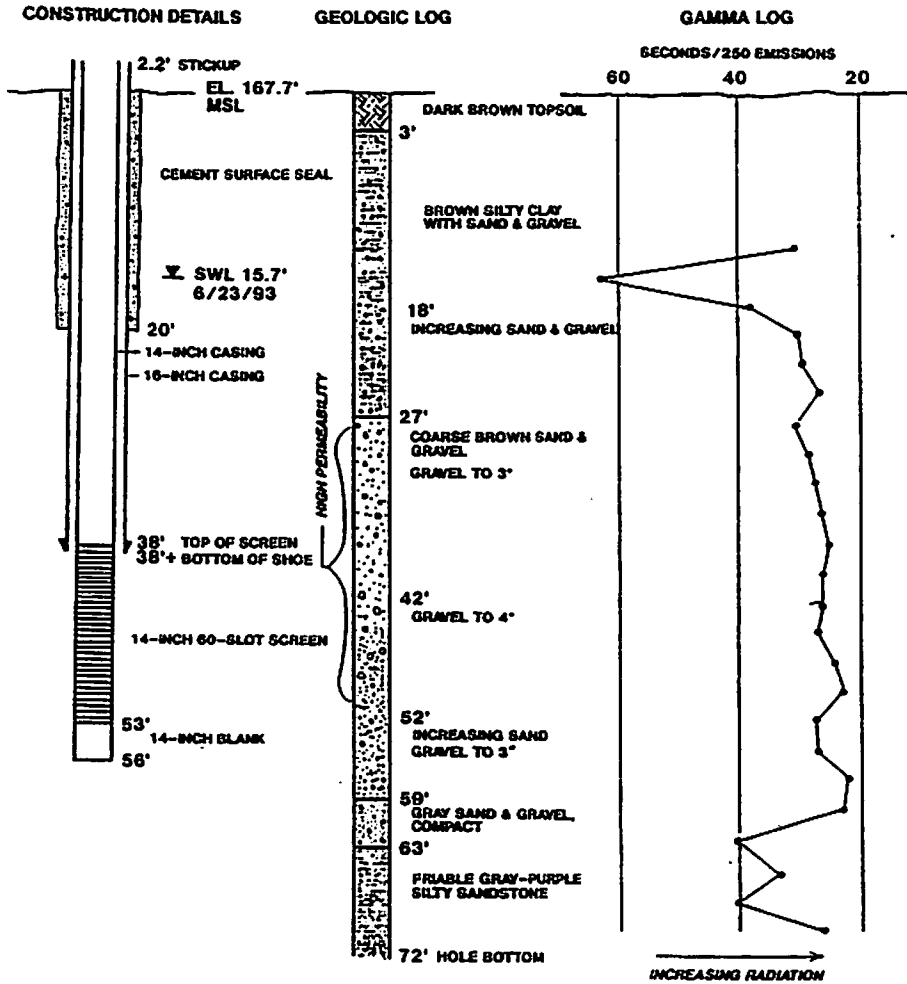 CONSTRUCTION DETAILS
GEOLOGIC LOG
GAMMA LOG
2.2' STICKUP
EL. 167.7'
MSL
CEMENT SURFACE SEAL
SWL 15.7'
6/23/93
20'
14-INCH CASING
16-INCH CASING
38' TOP OF SCREEN
38'+ BOTTOM OF SHOE
14-INCH 60-SLOT SCREEN
53'
14-INCH BLANK
56'
HIGH PERMEABILITY
DARK BROWN TOPSOIL
3'
BROWN SILTY CLAY
WITH SAND & GRAVEL
18'
INCREASING SAND & GRAVEL
27'
COARSE BROWN SAND &
GRAVEL
GRAVEL TO 3"
42'
GRAVEL TO 4"
52'
INCREASING SAND
GRAVEL TO 3"
59'
GRAY SAND & GRAVEL,
COMPACT
63'
FRIABLE GRAY-PURPLE
SILTY SANDSTONE
72' HOLE BOTTOM
SECONDS/250 EMISSIONS
60 40 20
INCREASING RADIATION